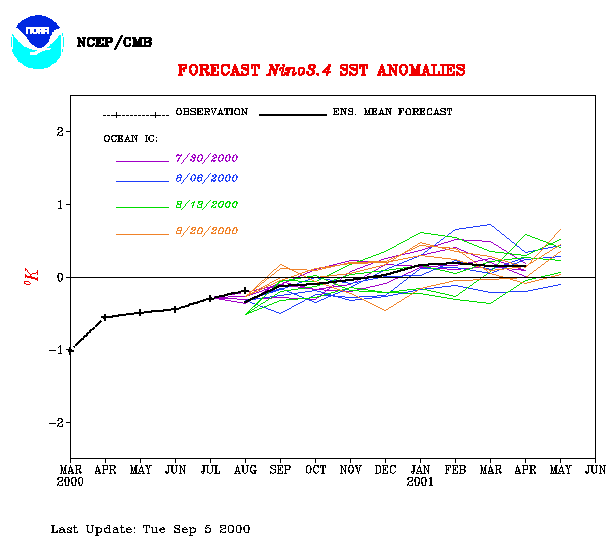 NOAA
NCEP/CMB
FORECAST Nino3.4 SST ANOMALIES
OBSERVATION ENS. MEAN FORECAST
OCEAN IC:
7/30/2000
8/06/2000
8/13/2000
8/20/2000
2
1
0
-1
-2
°K
MAR APR MAY JUN JUL AUG SEP OCT NOV DEC JAN FEB MAR APR MAY JUN
2000 2001
Last Update: Tue Sep 5 2000